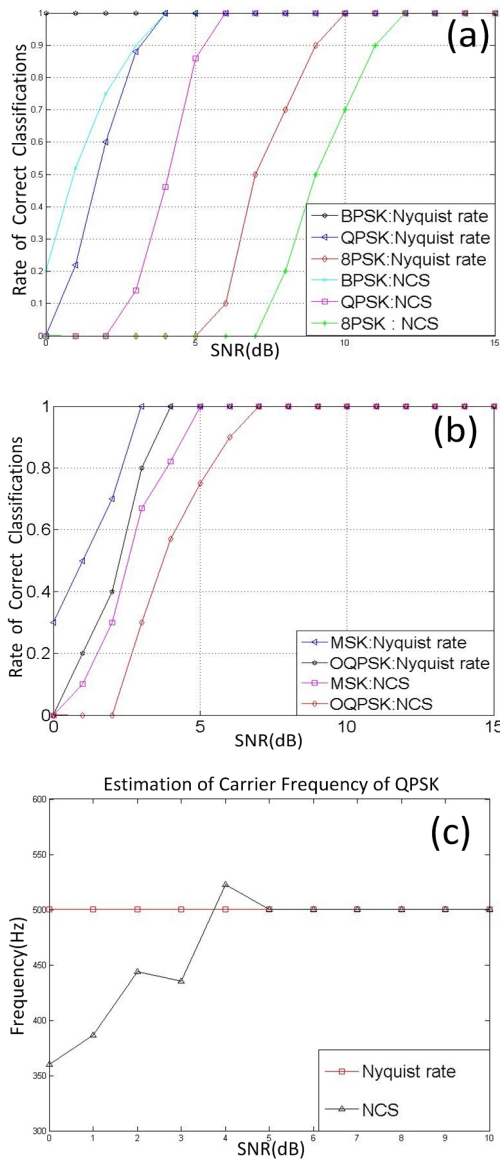 (a)
1
0.9
0.8
0.7
0.6
0.5
0.4
0.3
0.2
0.1
0
Rate of Correct Classifications
BPSK:Nyquist rate
QPSK:Nyquist rate
8PSK:Nyquist rate
BPSK:NCS
QPSK:NCS
8PSK : NCS
0 5 10 15
SNR(dB)
(b)
1
0.8
0.6
0.4
0.2
0
Rate of Correct Classifications
MSK:Nyquist rate
OQPSK:Nyquist rate
MSK:NCS
OQPSK:NCS
0 5 10 15
SNR(dB)
Estimation of Carrier Frequency of QPSK
(c)
600
550
500
450
400
350
300
Frequency(Hz)
Nyquist rate
NCS
0 1 2 3 4 5 6 7 8 9 10
SNR(dB)